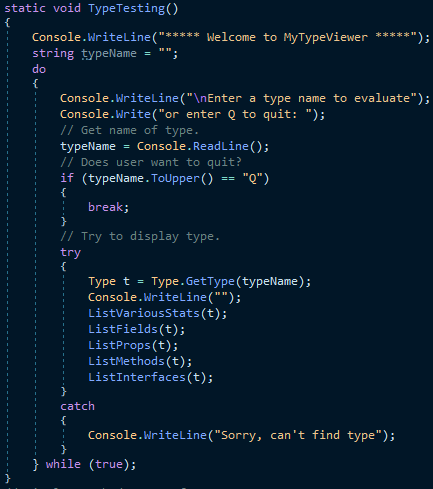 static void TypeTesting()
{
    Console.WriteLine("***** Welcome to MyTypeViewer *****");
    string typeName = "";
    do
    {
        Console.WriteLine("\nEnter a type name to evaluate");
        Console.Write("or enter Q to quit: ");
        // Get name of type.
        typeName = Console.ReadLine();
        // Does user want to quit?
        if (typeName.ToUpper() == "Q")
        {
            break;
        }
        // Try to display type.
        try
        {
            Type t = Type.GetType(typeName);
            Console.WriteLine("");
            ListVariousStats(t);
            ListFields(t);
            ListProps(t);
            ListMethods(t);
            ListInterfaces(t);
        }
        catch
        {
            Console.WriteLine("Sorry, can't find type");
        }
    } while (true);
}